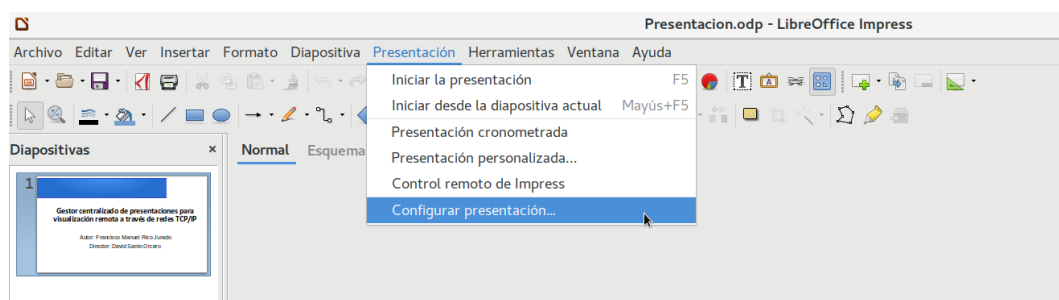 Presentacion.odp - LibreOffice Impress
Archivo Editar Ver Insertar Formato Diapositiva Presentación Herramientas Ventana Ayuda
Iniciar la presentación F5
Iniciar desde la diapositiva actual Mayús+F5
Presentación cronometrada
Presentación personalizada...
Control remoto de Impress
Configurar presentación...
Diapositivas × Normal Esquema
1
Gestor centralizado de presentaciones para
visualización remota a través de redes TCP/IP
Autor: Francisco Manuel Rico Jurado
Director: David Santo Orcero